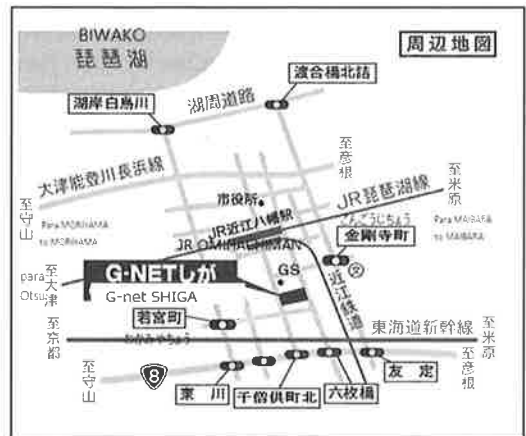 BIWAKO
琵琶湖
周辺地図
渡合橋北詰
湖岸白鳥川
湖周道路
大津能登川長浜線
至彦根
至米原
市役所
JR琵琶湖線
至守山
Para MORIYAMA
to MORIYAMA
JR近江八幡駅
JR OMIHACHIMAN
こんごうじちょう
金剛寺町
Para MAIBARA
to MAIBARA
G-NETしが
G-net SHIGA
GS
para
Otsu
至大津
近江鉄道
若宮町
わかみやちょう
東海道新幹線
至京都
至米原
至守山
8
東川
千僧供町北
六枚橋
友定
至彦根